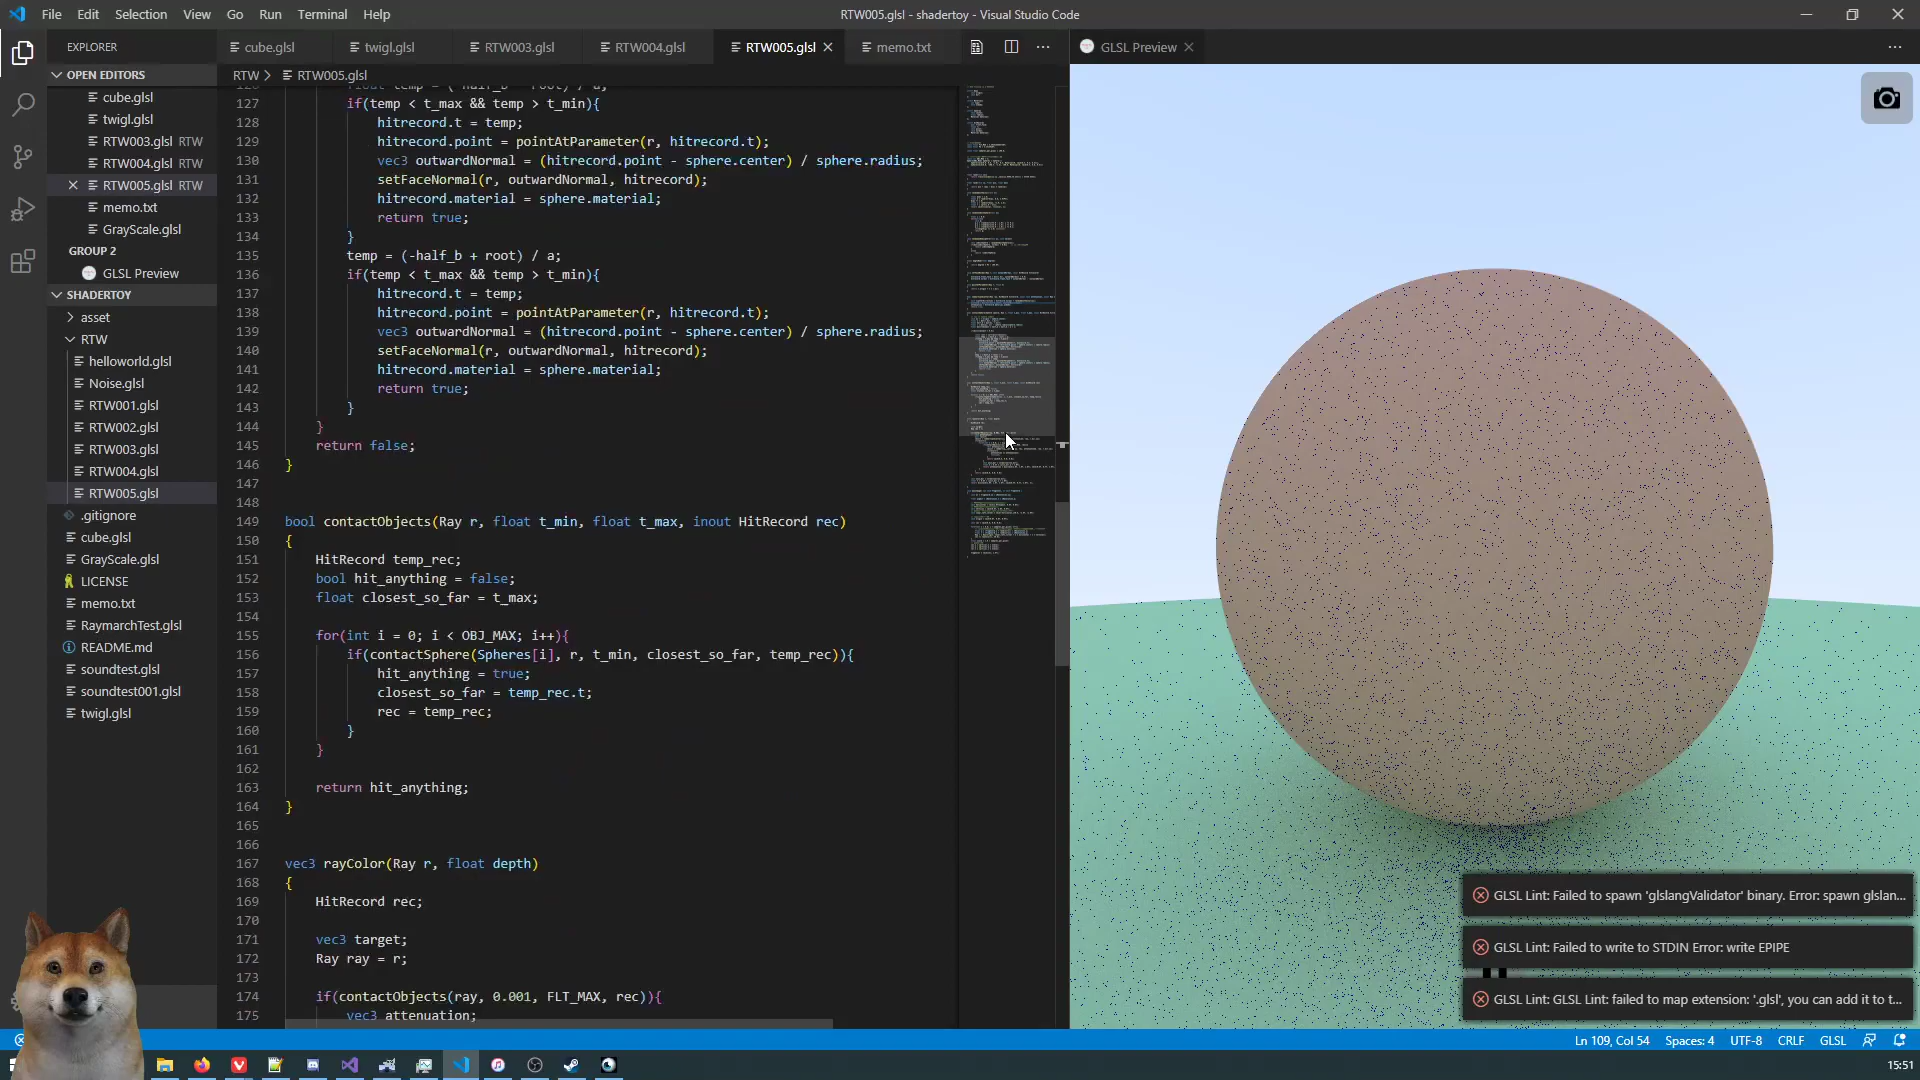 File Edit Selection View Go Run Terminal Help
RTW005.glsl - shadertoy - Visual Studio Code
EXPLORER
OPEN EDITORS
cube.glsl
twigl.glsl
RTW003.glsl RTW
RTW004.glsl RTW
RTW005.glsl RTW
memo.txt
GrayScale.glsl
GROUP 2
GLSL Preview
SHADERTOY
asset
RTW
helloworld.glsl
Noise.glsl
RTW001.glsl
RTW002.glsl
RTW003.glsl
RTW004.glsl
RTW005.glsl
.gitignore
cube.glsl
GrayScale.glsl
LICENSE
memo.txt
RaymarchTest.glsl
README.md
soundtest.glsl
soundtest001.glsl
twigl.glsl
cube.glsl twigl.glsl RTW003.glsl RTW004.glsl RTW005.glsl memo.txt
RTW > RTW005.glsl
127 if(temp < t_max && temp > t_min){
128 hitrecord.t = temp;
129 hitrecord.point = pointAtParameter(r, hitrecord.t);
130 vec3 outwardNormal = (hitrecord.point - sphere.center) / sphere.radius;
131 setFaceNormal(r, outwardNormal, hitrecord);
132 hitrecord.material = sphere.material;
133 return true;
134 }
135 temp = (-half_b + root) / a;
136 if(temp < t_max && temp > t_min){
137 hitrecord.t = temp;
138 hitrecord.point = pointAtParameter(r, hitrecord.t);
139 vec3 outwardNormal = (hitrecord.point - sphere.center) / sphere.radius;
140 setFaceNormal(r, outwardNormal, hitrecord);
141 hitrecord.material = sphere.material;
142 return true;
143 }
144 }
145 return false;
146 }
147
148
149 bool contactObjects(Ray r, float t_min, float t_max, inout HitRecord rec)
150 {
151 HitRecord temp_rec;
152 bool hit_anything = false;
153 float closest_so_far = t_max;
154
155 for(int i = 0; i < OBJ_MAX; i++){
156 if(contactSphere(Spheres[i], r, t_min, closest_so_far, temp_rec)){
157 hit_anything = true;
158 closest_so_far = temp_rec.t;
159 rec = temp_rec;
160 }
161 }
162
163 return hit_anything;
164 }
165
166
167 vec3 rayColor(Ray r, float depth)
168 {
169 HitRecord rec;
170
171 vec3 target;
172 Ray ray = r;
173
174 if(contactObjects(ray, 0.001, FLT_MAX, rec)){
175 vec3 attenuation;
GLSL Preview
GLSL Lint: Failed to spawn 'glslangValidator' binary. Error: spawn glslan...
GLSL Lint: Failed to write to STDIN Error: write EPIPE
GLSL Lint: GLSL Lint: failed to map extension: '.glsl', you can add it to t...
Ln 109, Col 54 Spaces: 4 UTF-8 CRLF GLSL
15:51